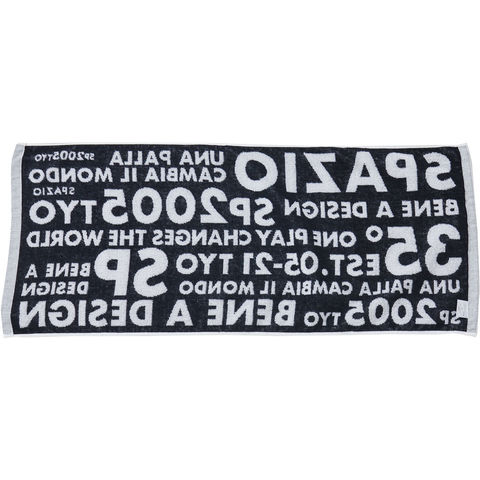 SPAZIO UNA PALLA SP2005TYO
CAMBIA IL MONDO
SPAZIO
BENE A DESIGN SP2005TYO
35° ONE PLAY CHANGES THE WORLD
EST.05-21 TYO SP BENE A
DESIGN
UNA PALLA CAMBIA IL MONDO
SP2005TYO BENE A DESIGN